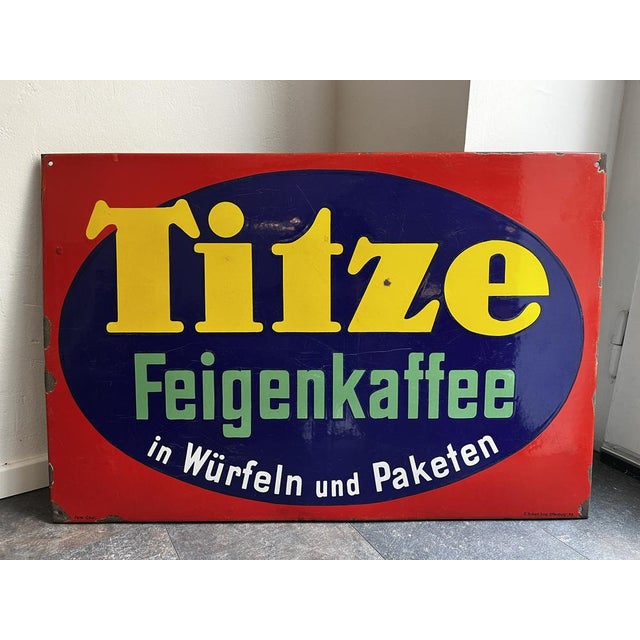 Titze
Feigenkaffee
in Würfeln und Paketen